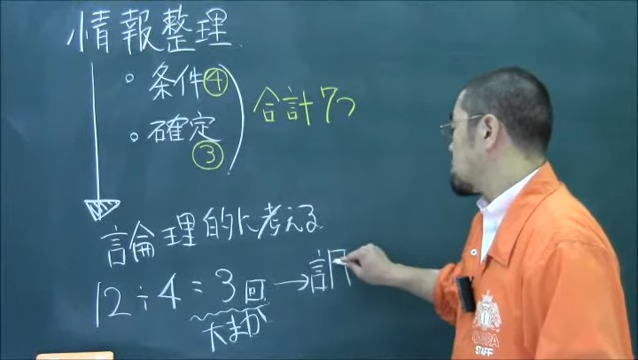 情報整理
。条件④
。確定③
合計7つ
論理的に考える
12÷4=3回→
大まか
STAFF